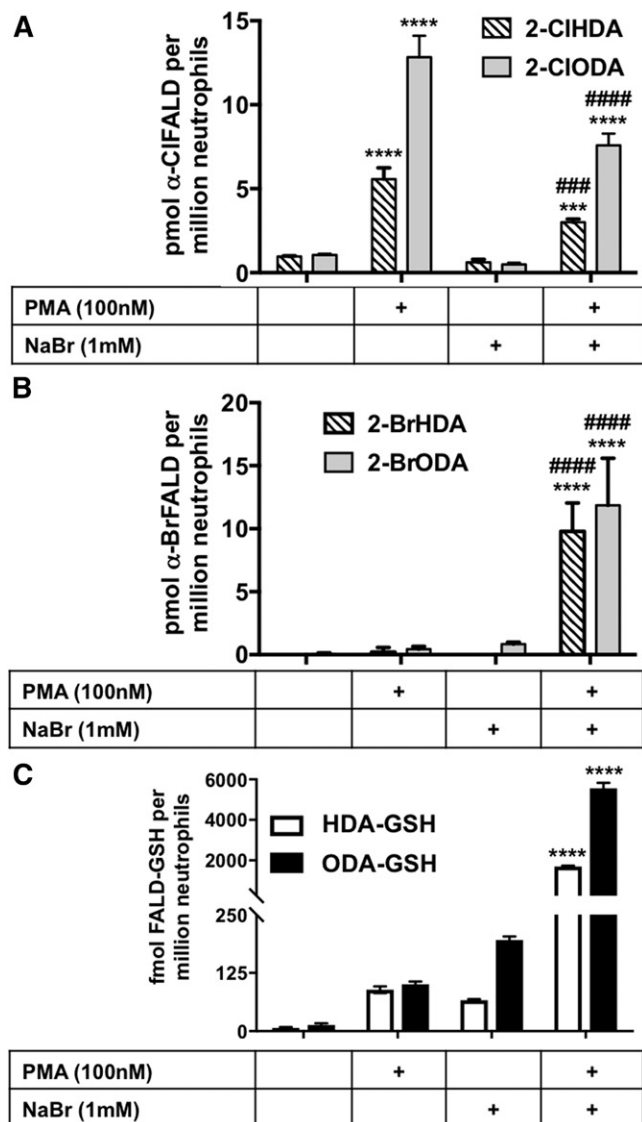 A
pmol α-ClFALD per
million neutrophils
15
10
5
0
2-ClHDA
2-ClODA
****
****
####
****
###
***
PMA (100nM) + +
NaBr (1mM) + +
B
pmol α-BrFALD per
million neutrophils
20
15
10
5
0
2-BrHDA
2-BrODA
####
****
####
****
PMA (100nM) + +
NaBr (1mM) + +
C
fmol FALD-GSH per
million neutrophils
6000
4000
2000
250
125
0
HDA-GSH
ODA-GSH
****
****
PMA (100nM) + +
NaBr (1mM) + +